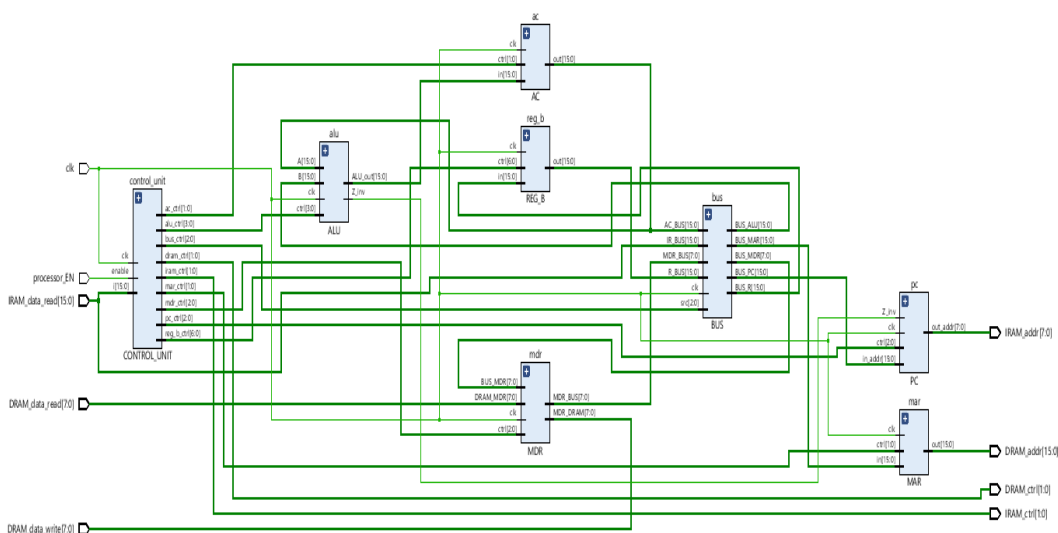 ac
clk
ctrl[1:0]
in[15:0]
out[15:0]
AC
reg_b
clk
ctrl[6:0]
in[15:0]
out[15:0]
REG_B
alu
A[15:0]
B[15:0]
clk
ctrl[3:0]
ALU_out[15:0]
Z_inv
ALU
clk
processor_EN
IRAM_data_read[15:0]
DRAM_data_read[7:0]
DRAM_data_write[7:0]
control_unit
clk
enable
i[15:0]
ac_ctrl[1:0]
alu_ctrl[3:0]
bus_ctrl[2:0]
dram_ctrl[1:0]
iram_ctrl[1:0]
mar_ctrl[1:0]
mdr_ctrl[2:0]
pc_ctrl[2:0]
reg_b_ctrl[6:0]
CONTROL_UNIT
bus
AC_BUS[15:0]
IR_BUS[15:0]
MDR_BUS[7:0]
R_BUS[15:0]
clk
src[2:0]
BUS_ALU[15:0]
BUS_MAR[15:0]
BUS_MDR[7:0]
BUS_PC[15:0]
BUS_R[15:0]
BUS
mdr
BUS_MDR[7:0]
DRAM_MDR[7:0]
clk
ctrl[2:0]
MDR_BUS[7:0]
MDR_DRAM[7:0]
MDR
pc
Z_inv
clk
ctrl[2:0]
in_addr[15:0]
out_addr[7:0]
PC
mar
clk
ctrl[1:0]
in[15:0]
out[15:0]
MAR
IRAM_addr[7:0]
DRAM_addr[15:0]
DRAM_ctrl[1:0]
IRAM_ctrl[1:0]